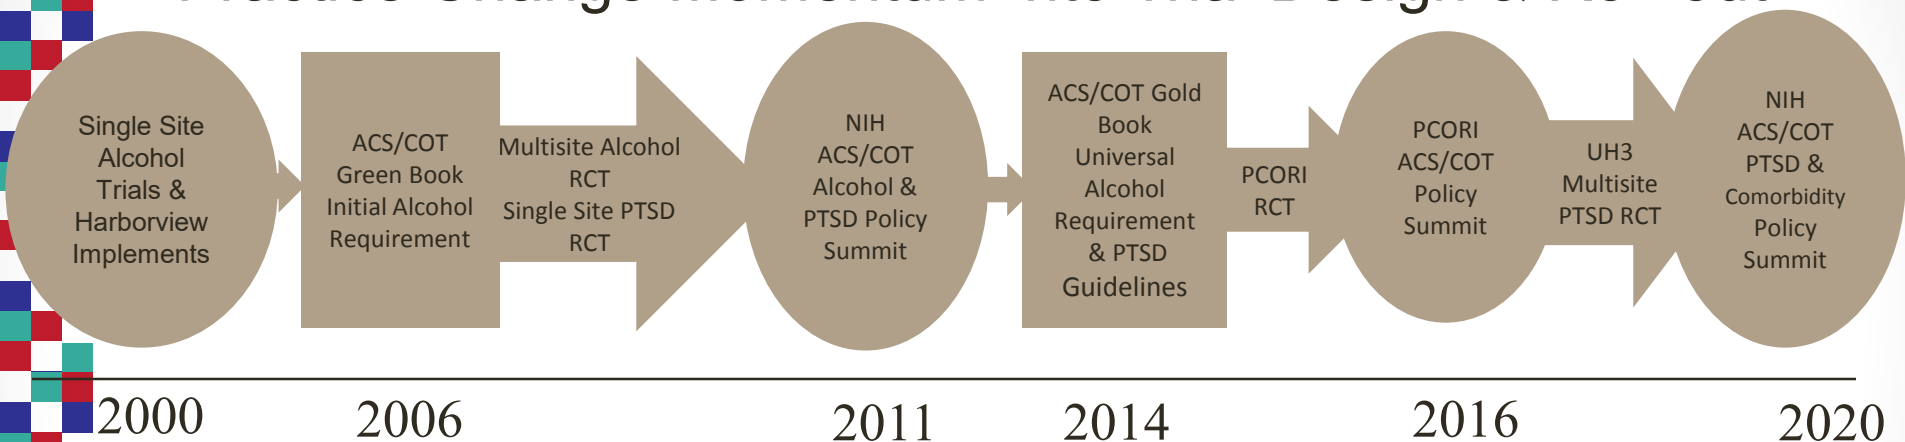 Practice Change Momentum
Single Site
Alcohol
Trials &
Harborview
Implements
ACS/COT
Green Book
Initial Alcohol
Requirement
Multisite Alcohol
RCT
Single Site PTSD
RCT
NIH
ACS/COT
Alcohol &
PTSD Policy
Summit
ACS/COT Gold
Book
Universal
Alcohol
Requirement
& PTSD
Guidelines
PCORI
RCT
PCORI
ACS/COT
Policy
Summit
UH3
Multisite
PTSD RCT
NIH
ACS/COT
PTSD &
Comorbidity
Policy
Summit
2000 2006 2011 2014 2016 2020